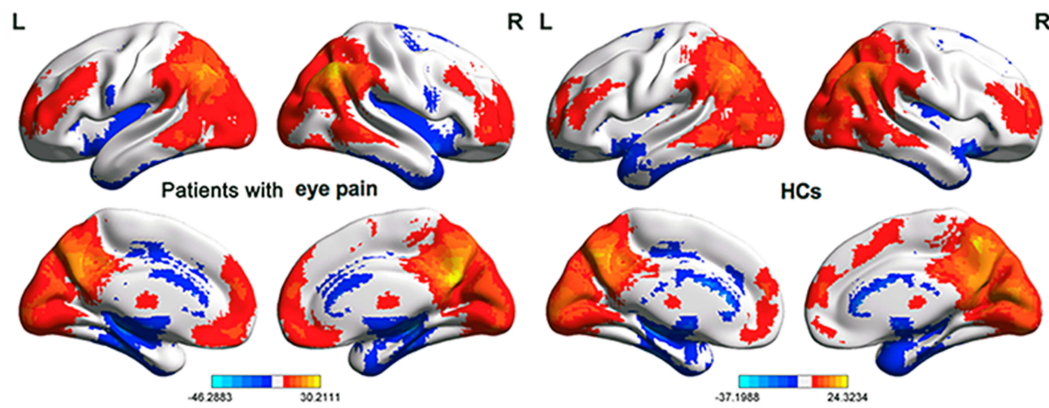 L R L R
Patients with eye pain HCs
-46.2883 30.2111 -37.1988 24.3234